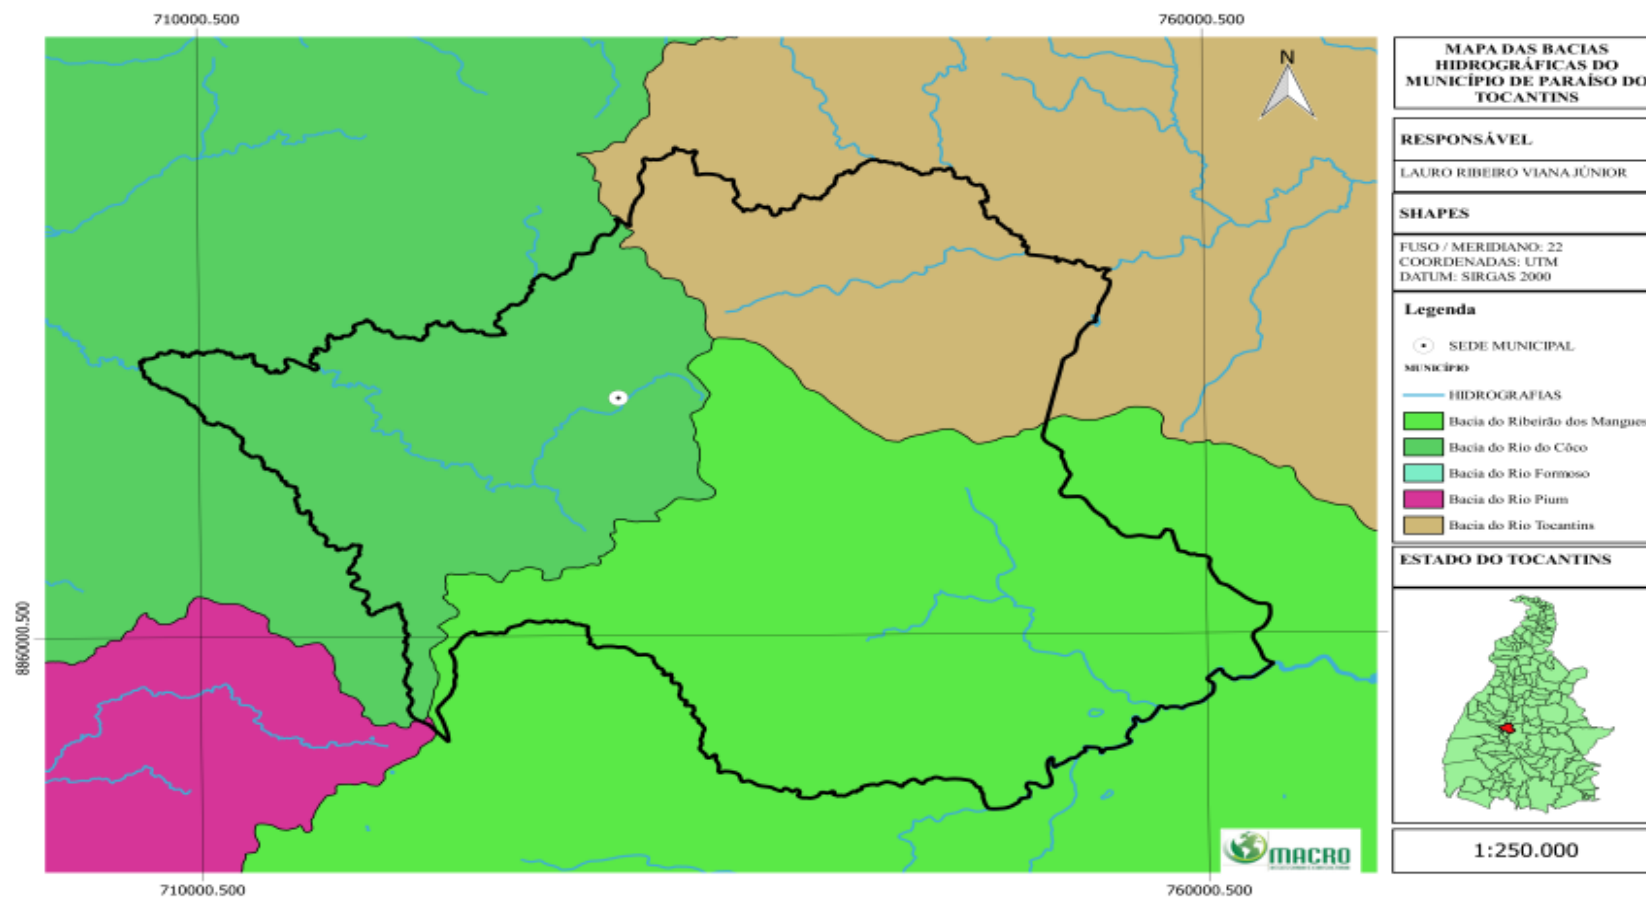 710000.500
760000.500
N
8860000.500
710000.500
760000.500
MAPA DAS BACIAS
HIDROGRÁFICAS DO
MUNICÍPIO DE PARAÍSO DO
TOCANTINS
RESPONSÁVEL
LAURO RIBEIRO VIANA JÚNIOR
SHAPES
FUSO / MERIDIANO: 22
COORDENADAS: UTM
DATUM: SIRGAS 2000
Legenda
SEDE MUNICIPAL
MUNICÍPIO
HIDROGRAFIAS
Bacia do Ribeirão dos Mangues
Bacia do Rio do Côco
Bacia do Rio Formoso
Bacia do Rio Pium
Bacia do Rio Tocantins
ESTADO DO TOCANTINS
1:250.000
MACRO